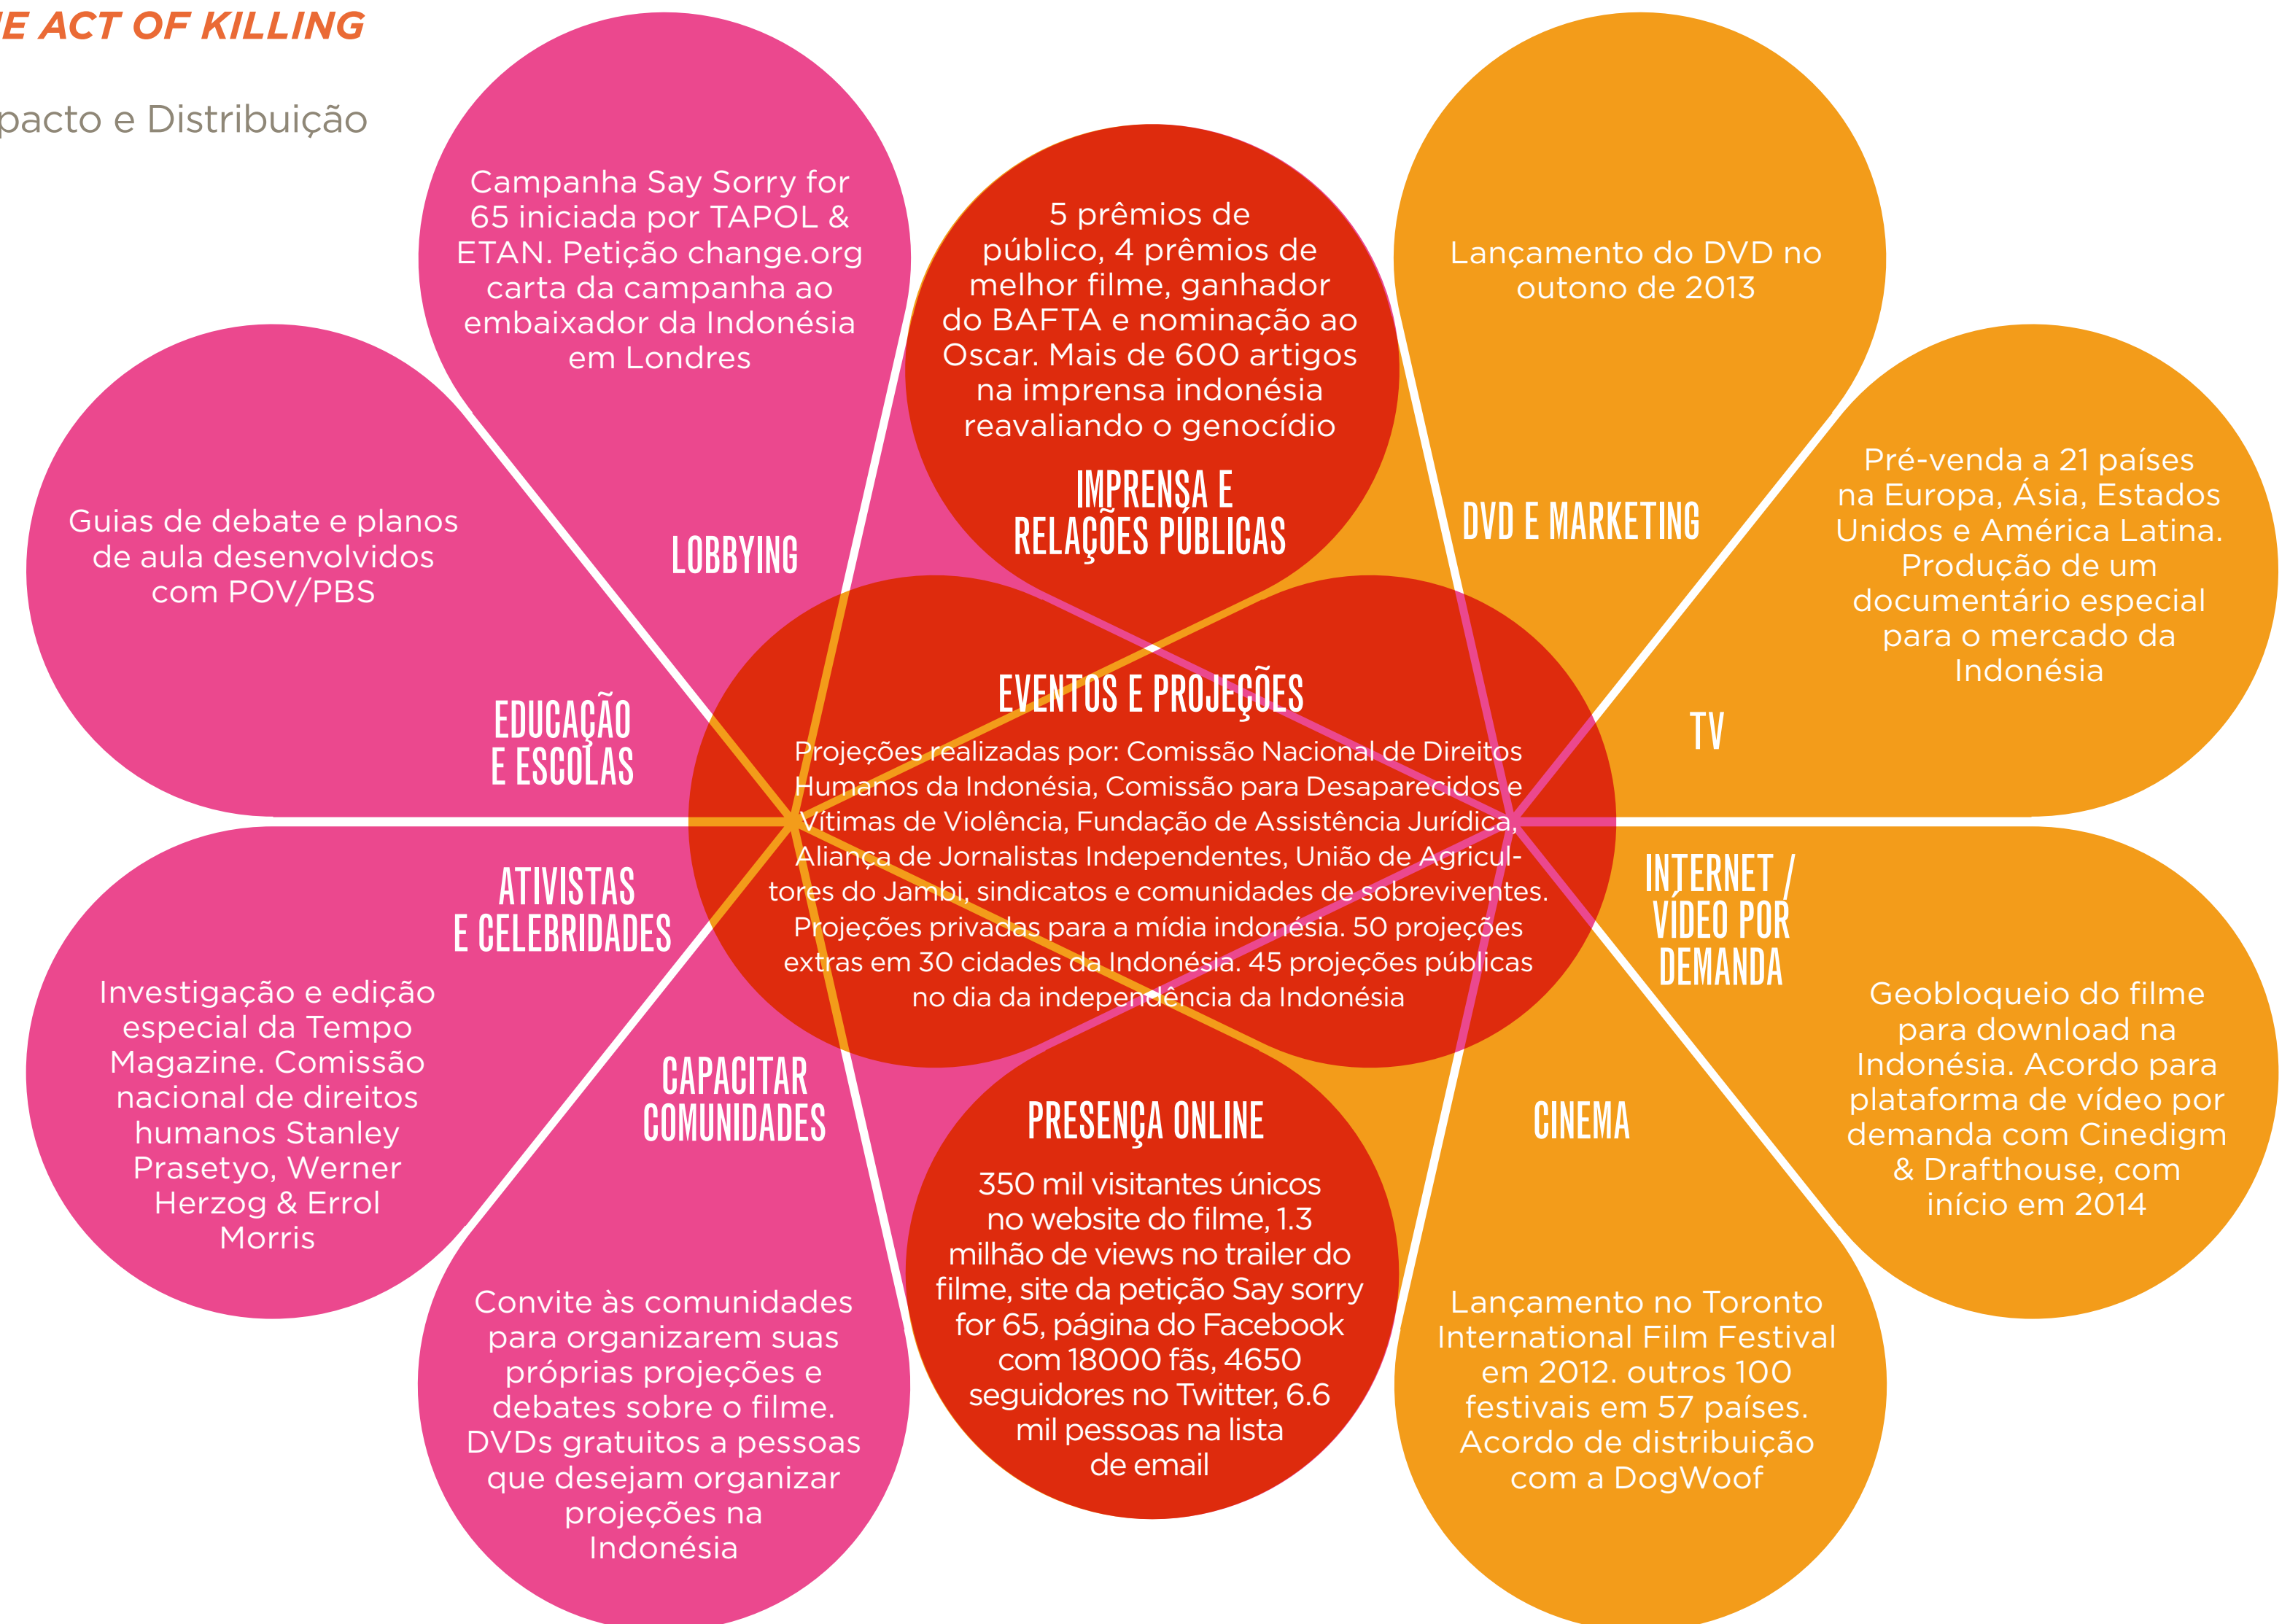 E ACT OF KILLING
pacto e Distribuição
Campanha Say Sorry for
65 iniciada por TAPOL &
ETAN. Petição change.org
carta da campanha ao
embaixador da Indonésia
em Londres
LOBBYING
5 prêmios de
público, 4 prêmios de
melhor filme, ganhador
do BAFTA e nominação ao
Oscar. Mais de 600 artigos
na imprensa indonésia
reavaliando o genocídio
IMPRENSA E
RELAÇÕES PÚBLICAS
Lançamento do DVD no
outono de 2013
DVD E MARKETING
Pré-venda a 21 países
na Europa, Ásia, Estados
Unidos e América Latina.
Produção de um
documentário especial
para o mercado da
Indonésia
TV
Guias de debate e planos
de aula desenvolvidos
com POV/PBS
EDUCAÇÃO
E ESCOLAS
EVENTOS E PROJEÇÕES
Projeções realizadas por: Comissão Nacional de Direitos
Humanos da Indonésia, Comissão para Desaparecidos e
Vítimas de Violência, Fundação de Assistência Jurídica,
Aliança de Jornalistas Independentes, União de Agricul-
tores do Jambi, sindicatos e comunidades de sobreviventes.
Projeções privadas para a mídia indonésia. 50 projeções
extras em 30 cidades da Indonésia. 45 projeções públicas
no dia da independência da Indonésia
ATIVISTAS
E CELEBRIDADES
Investigação e edição
especial da Tempo
Magazine. Comissão
nacional de direitos
humanos Stanley
Prasetyo, Werner
Herzog & Errol
Morris
CAPACITAR
COMUNIDADES
Convite às comunidades
para organizarem suas
próprias projeções e
debates sobre o filme.
DVDs gratuitos a pessoas
que desejam organizar
projeções na
Indonésia
PRESENÇA ONLINE
350 mil visitantes únicos
no website do filme, 1.3
milhão de views no trailer do
filme, site da petição Say sorry
for 65, página do Facebook
com 18000 fãs, 4650
seguidores no Twitter, 6.6
mil pessoas na lista
de email
CINEMA
Lançamento no Toronto
International Film Festival
em 2012. outros 100
festivais em 57 países.
Acordo de distribuição
com a DogWoof
INTERNET /
VÍDEO POR
DEMANDA
Geobloqueio do filme
para download na
Indonésia. Acordo para
plataforma de vídeo por
demanda com Cinedigm
& Drafthouse, com
início em 2014